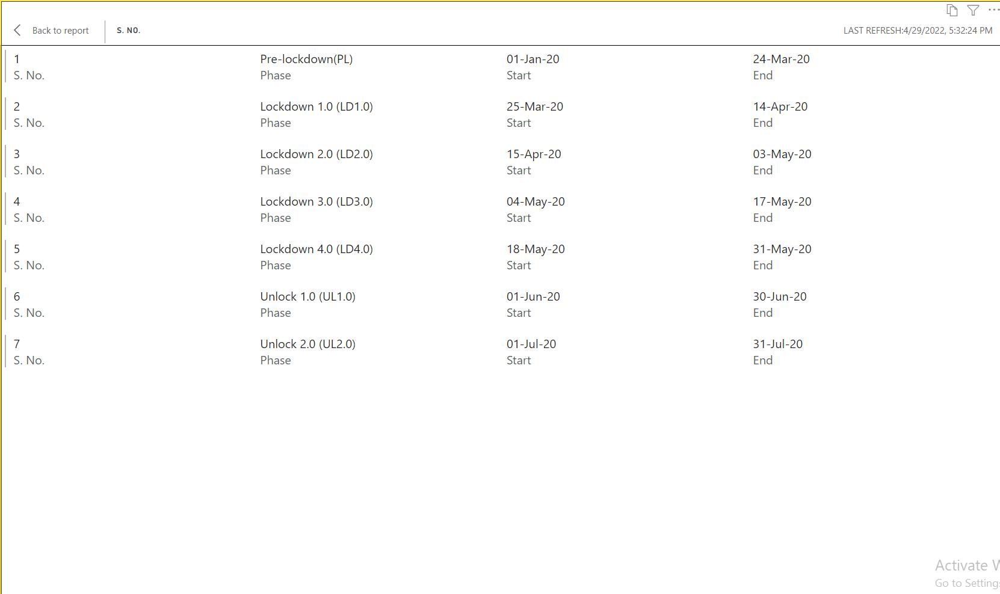 Back to report
S. NO.
LAST REFRESH:4/29/2022, 5:32:24 PM
1 Pre-lockdown(PL) 01-Jan-20 24-Mar-20
S. No. Phase Start End
2 Lockdown 1.0 (LD1.0) 25-Mar-20 14-Apr-20
S. No. Phase Start End
3 Lockdown 2.0 (LD2.0) 15-Apr-20 03-May-20
S. No. Phase Start End
4 Lockdown 3.0 (LD3.0) 04-May-20 17-May-20
S. No. Phase Start End
5 Lockdown 4.0 (LD4.0) 18-May-20 31-May-20
S. No. Phase Start End
6 Unlock 1.0 (UL1.0) 01-Jun-20 30-Jun-20
S. No. Phase Start End
7 Unlock 2.0 (UL2.0) 01-Jul-20 31-Jul-20
S. No. Phase Start End
Activate
Go to